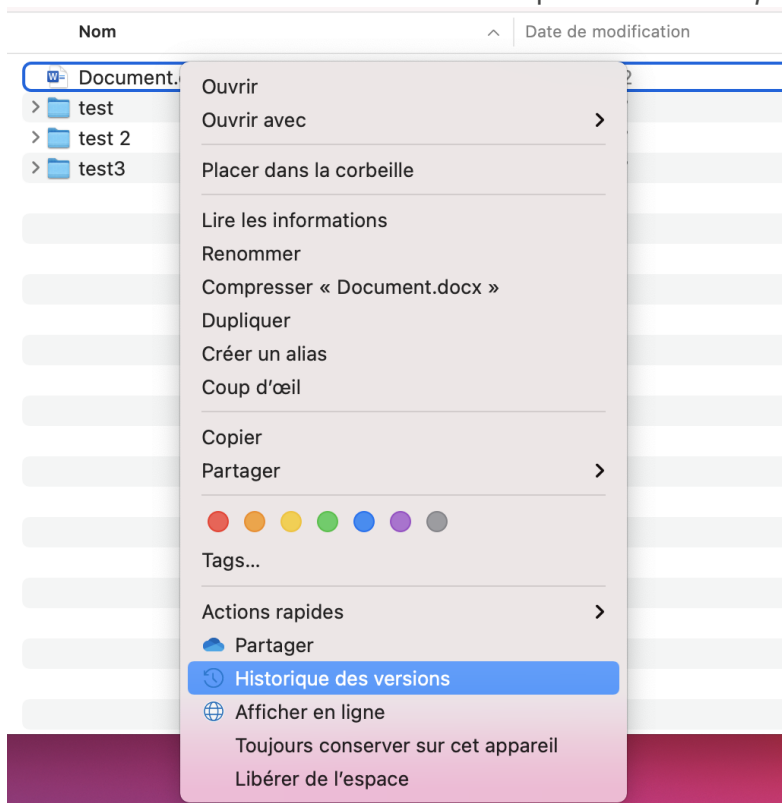 Nom
Date de modification
Document.
test
test 2
test3
Ouvrir
Ouvrir avec
Placer dans la corbeille
Lire les informations
Renommer
Compresser « Document.docx »
Dupliquer
Créer un alias
Coup d’œil
Copier
Partager
Tags...
Actions rapides
Partager
Historique des versions
Afficher en ligne
Toujours conserver sur cet appareil
Libérer de l’espace